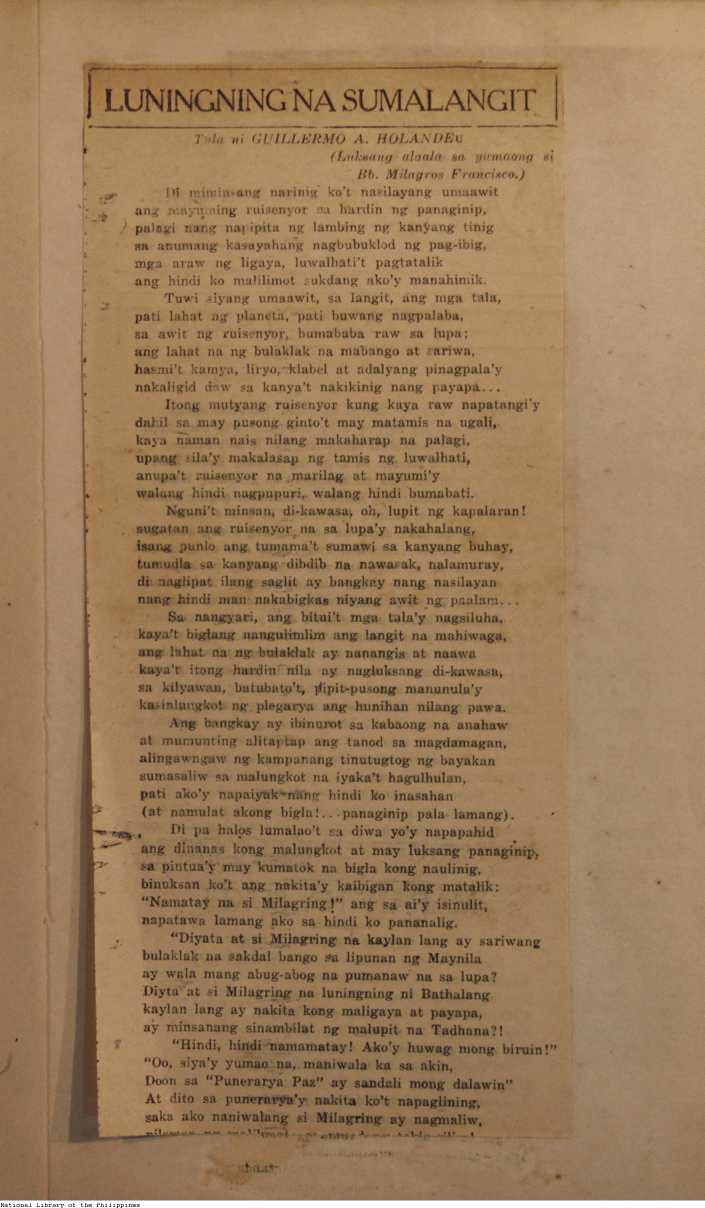 LUNINGNING NA SUMALANGIT
Tula ni GUILLERMO A. HOLANDEZ
(Luksang alaala sa yumaong si
Bb. Milagros Francisco.)
Di miminsang narinig ko't nasilayang umaawit
ang mayuming ruisenyor sa hardin ng panaginip,
palagi nang napipita ng lambing ng kanyang tinig
sa anumang kasayahang nagbubuklod ng pag-ibig,
mga araw ng ligaya, luwalhati't pagtatalik
ang hindi ko malilimot sukdang ako'y manahimik.
Tuwi siyang umaawit, sa langit, ang mga tala,
pati lahat ng planeta, pati buwang nagpalaba,
sa awit ng ruisenyor, bumababa raw sa lupa;
ang lahat na ng bulaklak na mabango at sariwa,
hasmi't kamya, liryo, klabel at adalyang pinagpala'y
nakaligid daw sa kanya't nakikinig nang payapa...
Itong mutyang ruisenyor kung kaya raw napatangi'y
dahil sa may pusong ginto't may matamis na ugali,
kaya naman nais nilang makaharap na palagi,
upang sila'y makalasap ng tamis ng luwalhati,
anupa't ruisenyor na marilag at mayumi'y
walang hindi nagpupuri, walang hindi bumabati.
Nguni't minsan, di-kawasa, oh, lupit ng kapalaran!
sugatan ang ruisenyor na sa lupa'y nakahalang,
isang punlo ang tumama't sumawi sa kanyang buhay,
tumudla sa kanyang dibdib na nawasak, nalamuray,
di naglipat ilang saglit ay bangkay nang nasilayan
nang hindi man nakabigkas niyang awit ng paalam...
Sa nangyari, ang bitui't mga tala'y nagsiluha,
kaya't biglang nangulimlim ang langit na mahiwaga,
ang lahat na ng bulaklak ay nanangis at naawa
kaya't itong hardin nila ay nagluksang di-kawasa,
sa kilyawan, batubato't, pipit-pusong manunula'y
kasinlungkot ng plegarya ang hunihan nilang pawa.
Ang bangkay ay ibinurot sa kabaong na anahaw
at mumunting alitaptap ang tanod sa magdamagan,
alingawngaw ng kampanang tinutugtog ng bayakan
sumasaliw sa malungkot na iyaka't hagulhulan,
pati ako'y napaiyak nang hindi ko inasahan
(at namulat akong bigla!...panaginip pala lamang).
Di pa halos lumalao't sa diwa yo'y napapahid
ang dinanas kong malungkot at may luksang panaginip,
sa pintua'y may kumatok na bigla kong naulinig,
binuksan ko't ang nakita'y kaibigan kong matalik:
"Namatay na si Milagring!" ang sa ai'y isinulit,
napatawa lamang ako sa hindi ko pananalig.
"Diyata at si Milagring na kaylan lang ay sariwang
bulaklak na sakdal bango sa lipunan ng Maynila
ay wala mang abug-abog na pumanaw na sa lupa?
Diyta at si Milagring na luningning ni Bathalang
kaylan lang ay nakita kong maligaya at payapa,
ay minsanang sinambilat ng malupit na Tadhana?!
"Hindi, hindi namamatay! Ako'y huwag mong biruin!"
"Oo, siya'y yumao na, maniwala ka sa akin,
Doon sa "Punerarya Paz" ay sandali mong dalawin"
At dito sa punerarya'y nakita ko't napaglining,
saka ako naniwalang si Milagring ay nagmaliw,
National Library of the Philippines